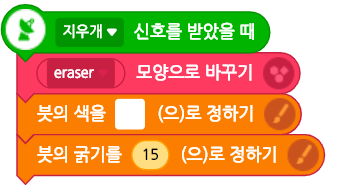 지우개 신호를 받았을 때
eraser 모양으로 바꾸기
붓의 색을 (으)로 정하기
붓의 굵기를 15 (으)로 정하기